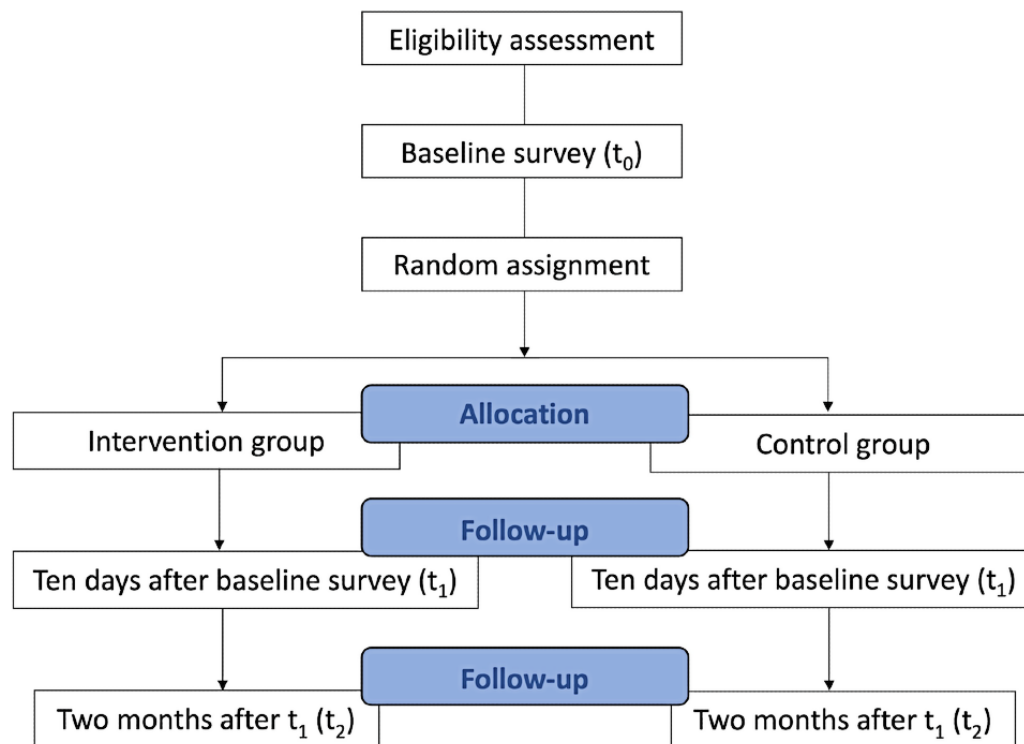 Eligibility assessment
Baseline survey (t₀)
Random assignment
Allocation
Intervention group
Control group
Follow-up
Ten days after baseline survey (t₁)
Ten days after baseline survey (t₁)
Follow-up
Two months after t₁ (t₂)
Two months after t₁ (t₂)